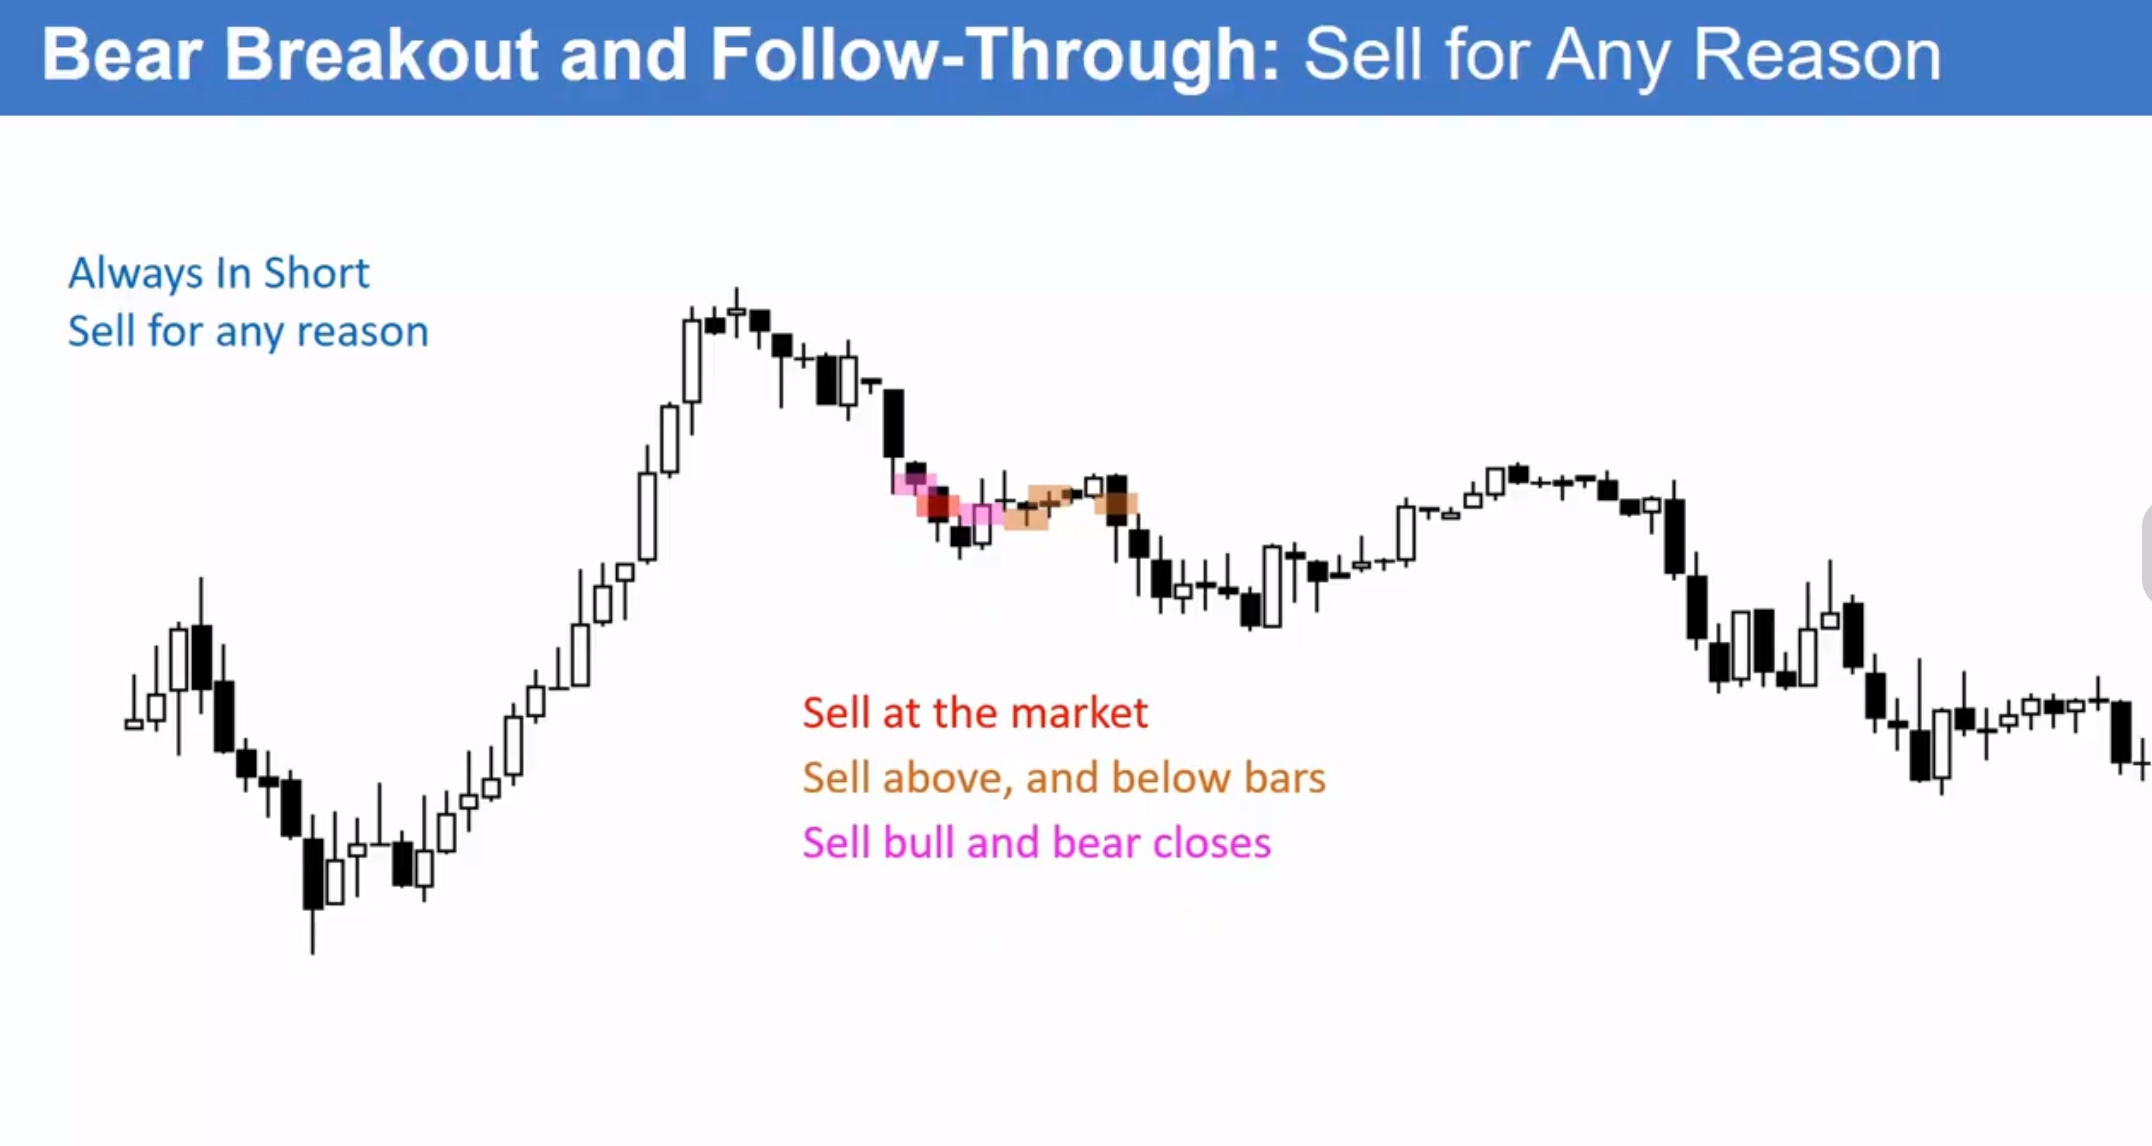 Bear Breakout and Follow-Through: Sell for Any Reason
Always In Short
Sell for any reason
Sell at the market
Sell above, and below bars
Sell bull and bear closes